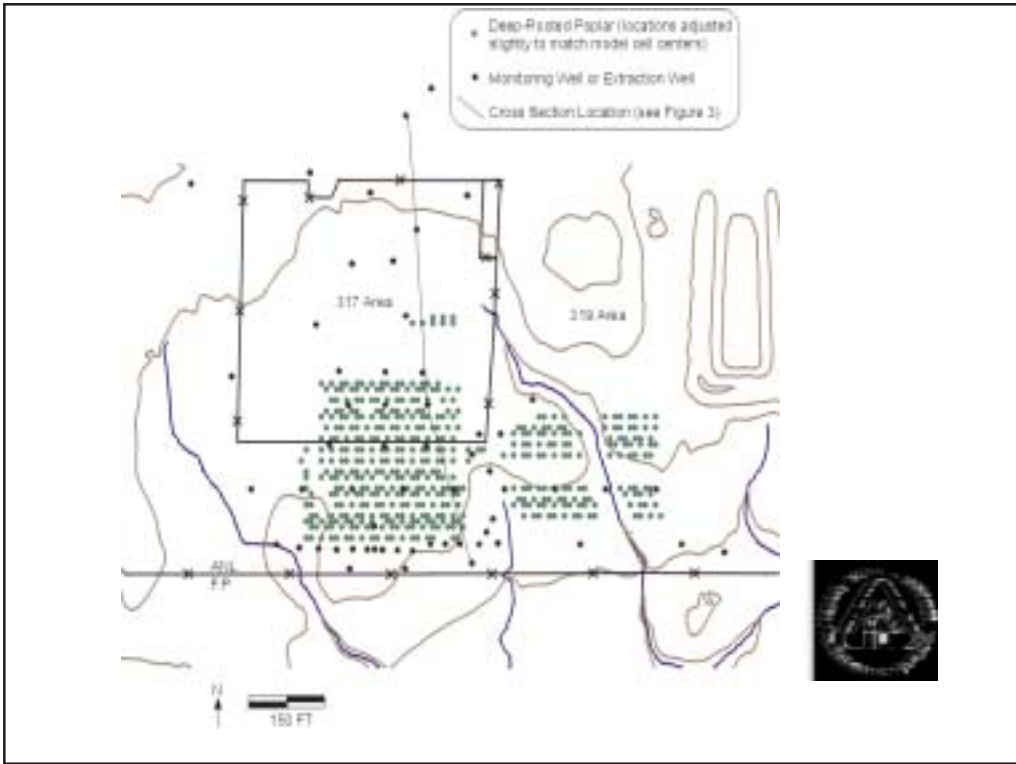 Deep-Rooted Poplar (locations adjusted
slightly to match model cell centers)
Monitoring Well or Extraction Well
Cross Section Location (see Figure 3)
317 Area
319 Area
ANL
F.P.
N
150 FT